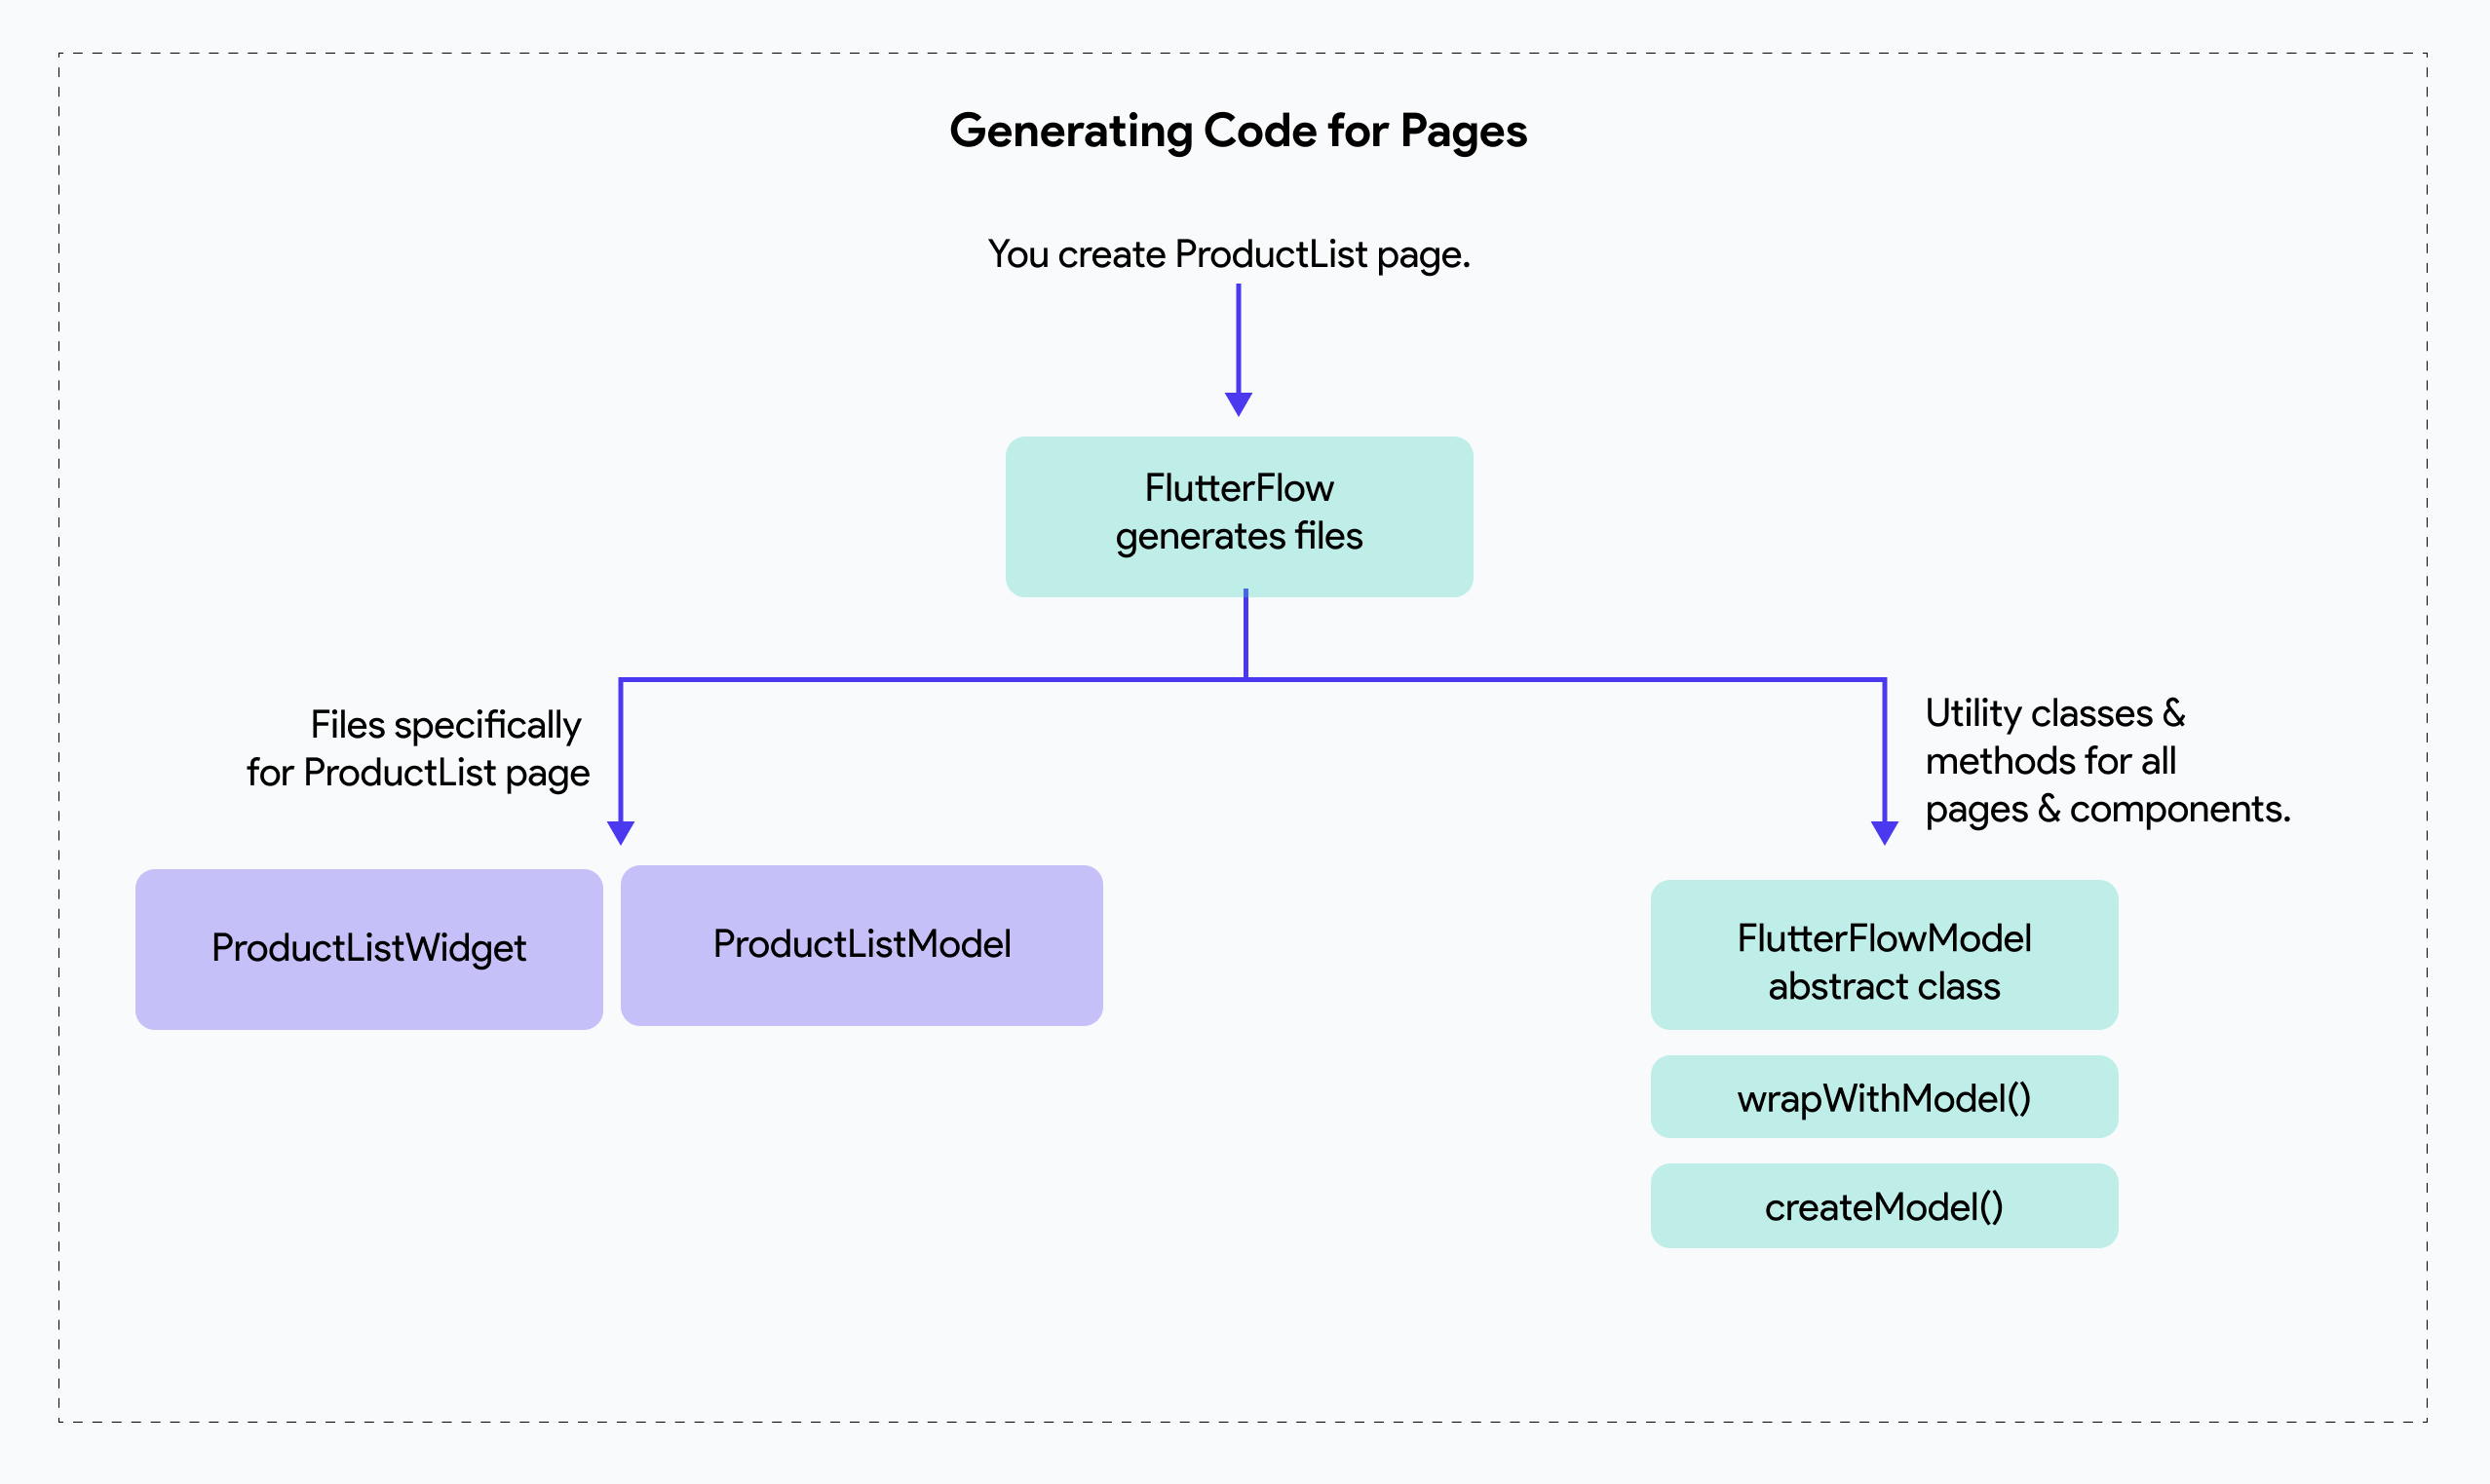 Generating Code for Pages
You create ProductList page.
FlutterFlow
generates files
Files specifically
for ProductList page
Utility classes &
methods for all
pages & components.
ProductListWidget
ProductListModel
FlutterFlowModel
abstract class
wrapWithModel()
createModel()